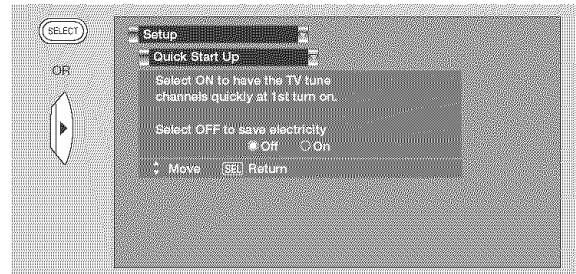 SELECT
OR
Setup
Quick Start Up
Select ON to have the TV tune
channels quickly at 1st turn on.
Select OFF to save electricity
Off On
Move SEL Return